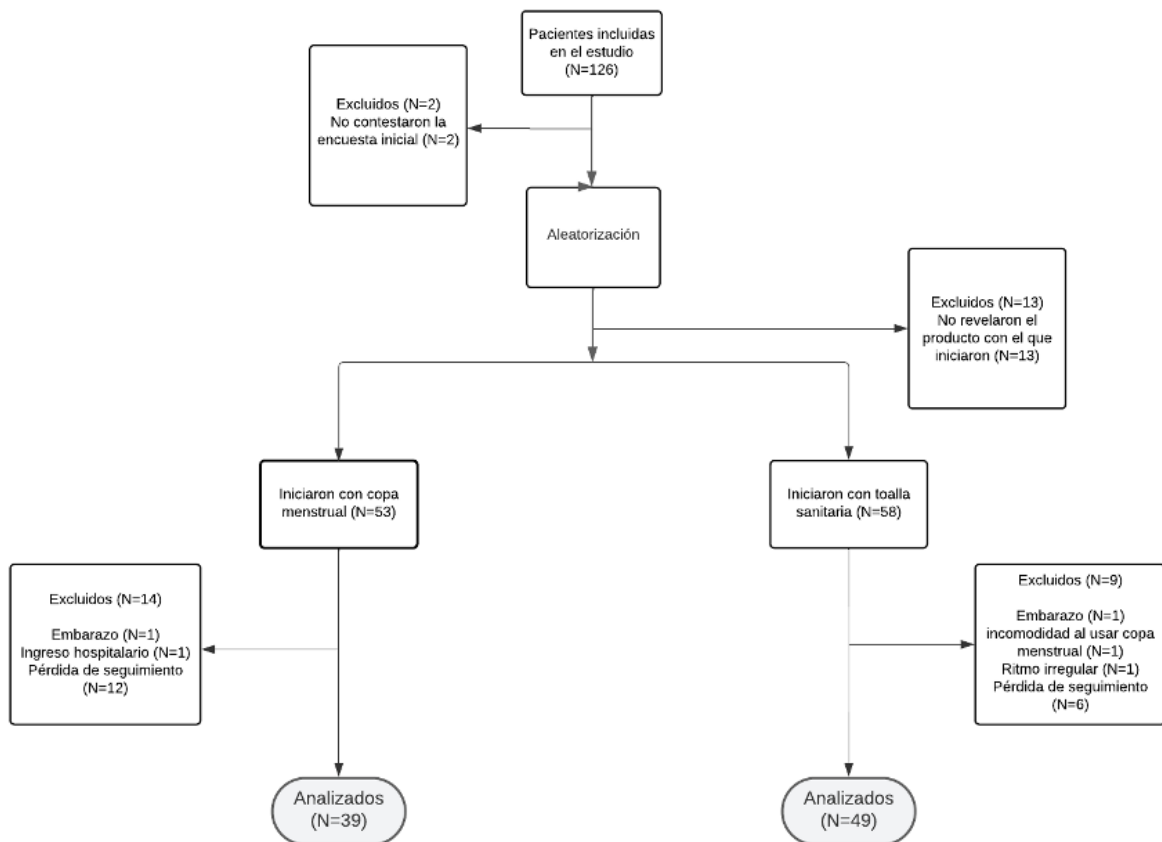 Pacientes incluidas
en el estudio
(N=126)
Excluidos (N=2)
No contestaron la
encuesta inicial (N=2)
Aleatorización
Excluidos (N=13)
No revelaron el
producto con el que
iniciaron (N=13)
Iniciaron con copa
menstrual (N=53)
Iniciaron con toalla
sanitaria (N=58)
Excluidos (N=14)
Embarazo (N=1)
Ingreso hospitalario (N=1)
Pérdida de seguimiento
(N=12)
Excluidos (N=9)
Embarazo (N=1)
incomodidad al usar copa
menstrual (N=1)
Ritmo irregular (N=1)
Pérdida de seguimiento
(N=6)
Analizados
(N=39)
Analizados
(N=49)